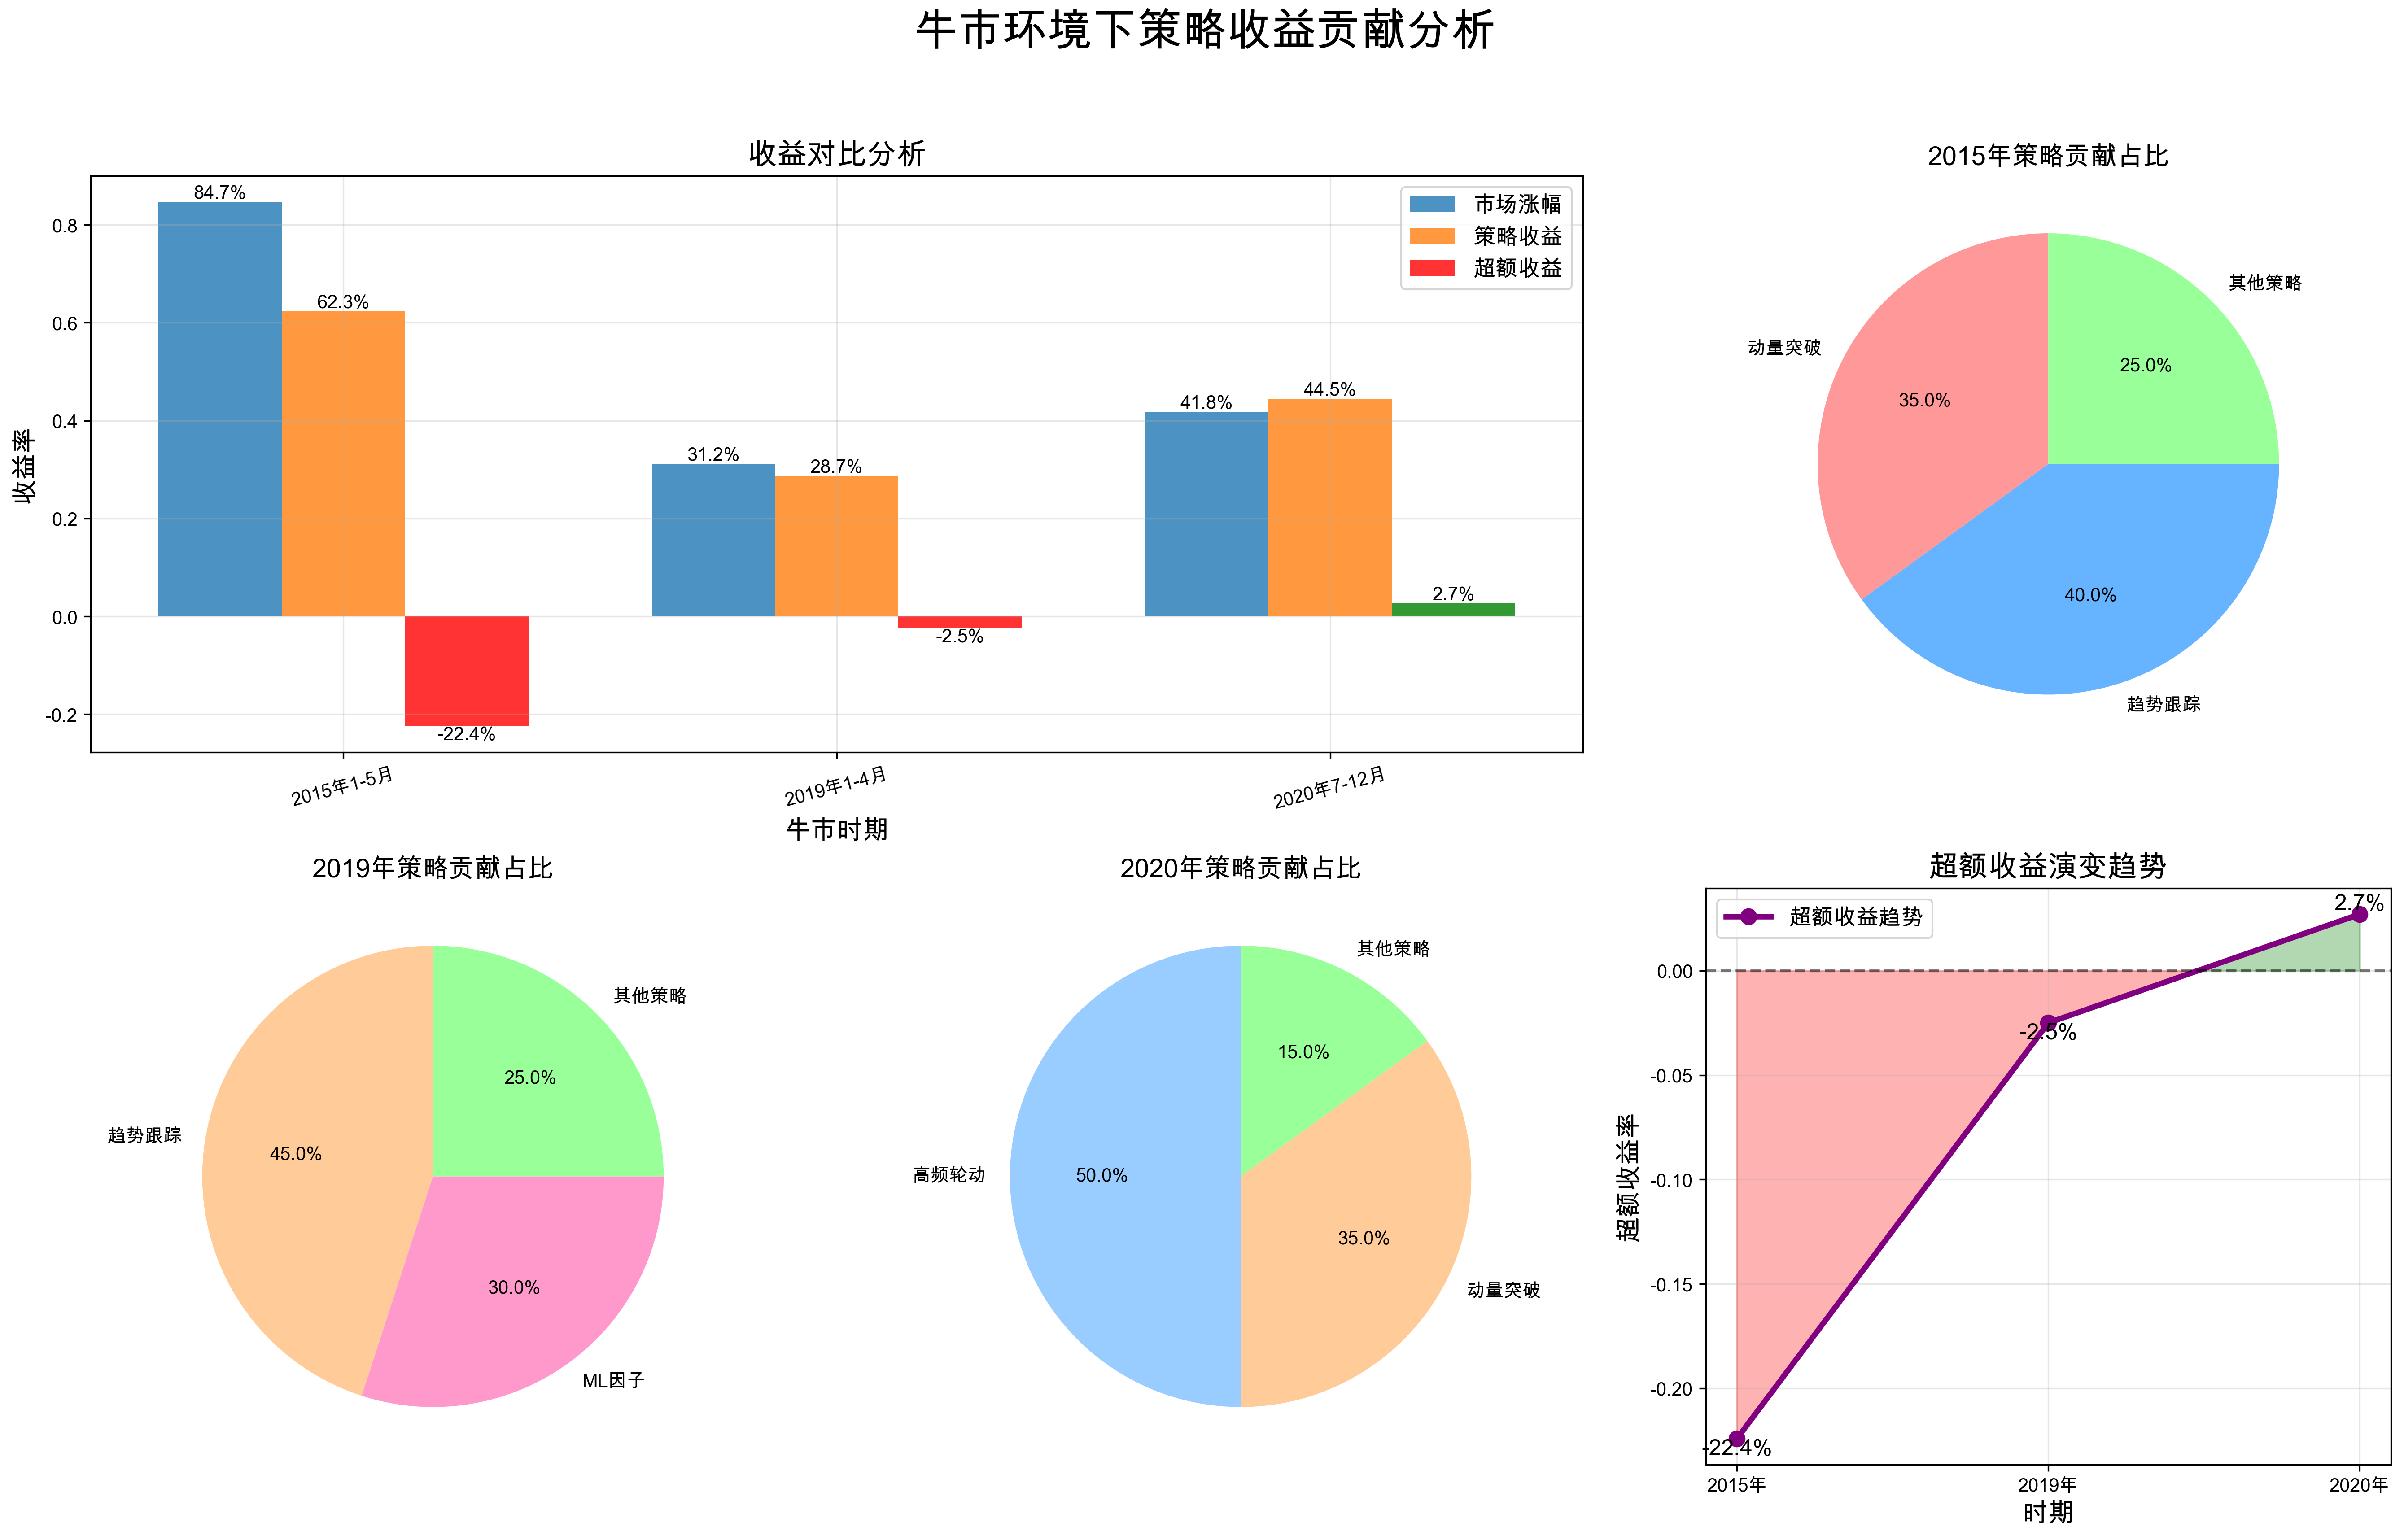 牛市环境下策略收益贡献分析
收益对比分析
84.7%
62.3%
-22.4%
31.2%
28.7%
-2.5%
41.8%
44.5%
2.7%
市场涨幅
策略收益
超额收益
收益率
0.8
0.6
0.4
0.2
0.0
-0.2
2015年1-5月
2019年1-4月
2020年7-12月
牛市时期
2015年策略贡献占比
其他策略
25.0%
动量突破
35.0%
40.0%
趋势跟踪
2019年策略贡献占比
其他策略
25.0%
趋势跟踪
45.0%
30.0%
ML因子
2020年策略贡献占比
其他策略
15.0%
高频轮动
50.0%
35.0%
动量突破
超额收益演变趋势
超额收益趋势
2.7%
-2.5%
-22.4%
超额收益率
0.00
-0.05
-0.10
-0.15
-0.20
2015年
2019年
2020年
时期